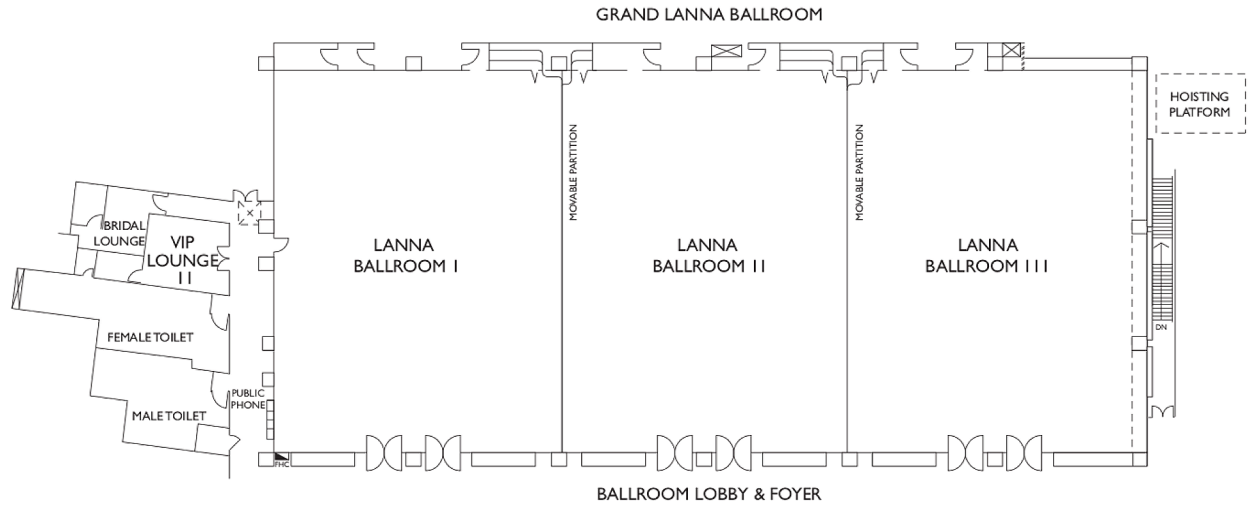 GRAND LANNA BALLROOM
HOISTING
PLATFORM
MOVABLE PARTITION
MOVABLE PARTITION
BRIDAL
LOUNGE
VIP
LOUNGE
II
LANNA
BALLROOM I
LANNA
BALLROOM II
LANNA
BALLROOM III
DN
FEMALE TOILET
PUBLIC
PHONE
MALE TOILET
FHC
BALLROOM LOBBY & FOYER